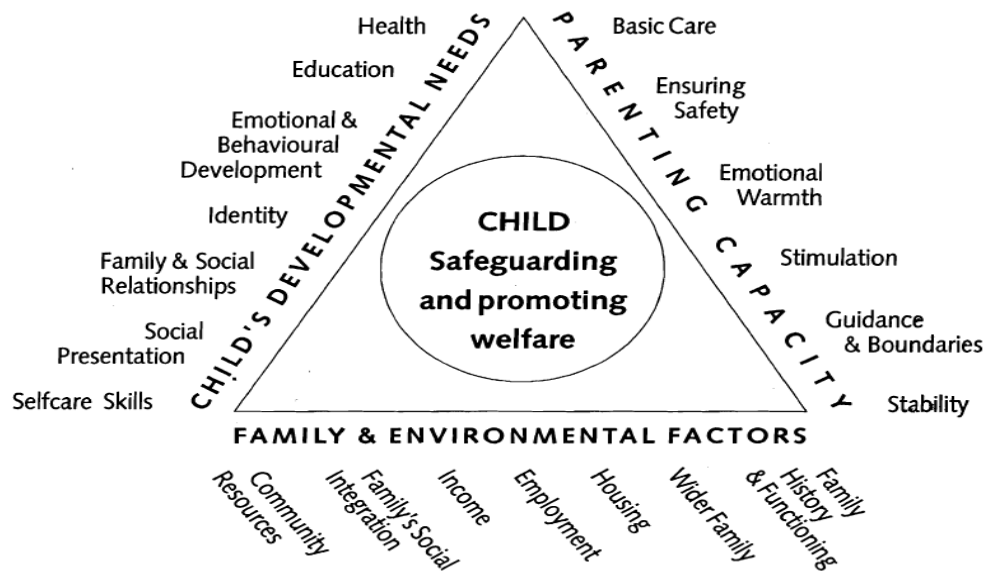 Health
Education
Emotional &
Behavioural
Development
Identity
Family & Social
Relationships
Social
Presentation
Selfcare Skills
CHILD'S DEVELOPMENTAL NEEDS
CHILD
Safeguarding
and promoting
welfare
PARENTING CAPACITY
Basic Care
Ensuring
Safety
Emotional
Warmth
Stimulation
Guidance
& Boundaries
Stability
FAMILY & ENVIRONMENTAL FACTORS
Community
Resources
Family's Social
Integration
Income
Employment
Housing
Wider Family
Family
History
& Functioning